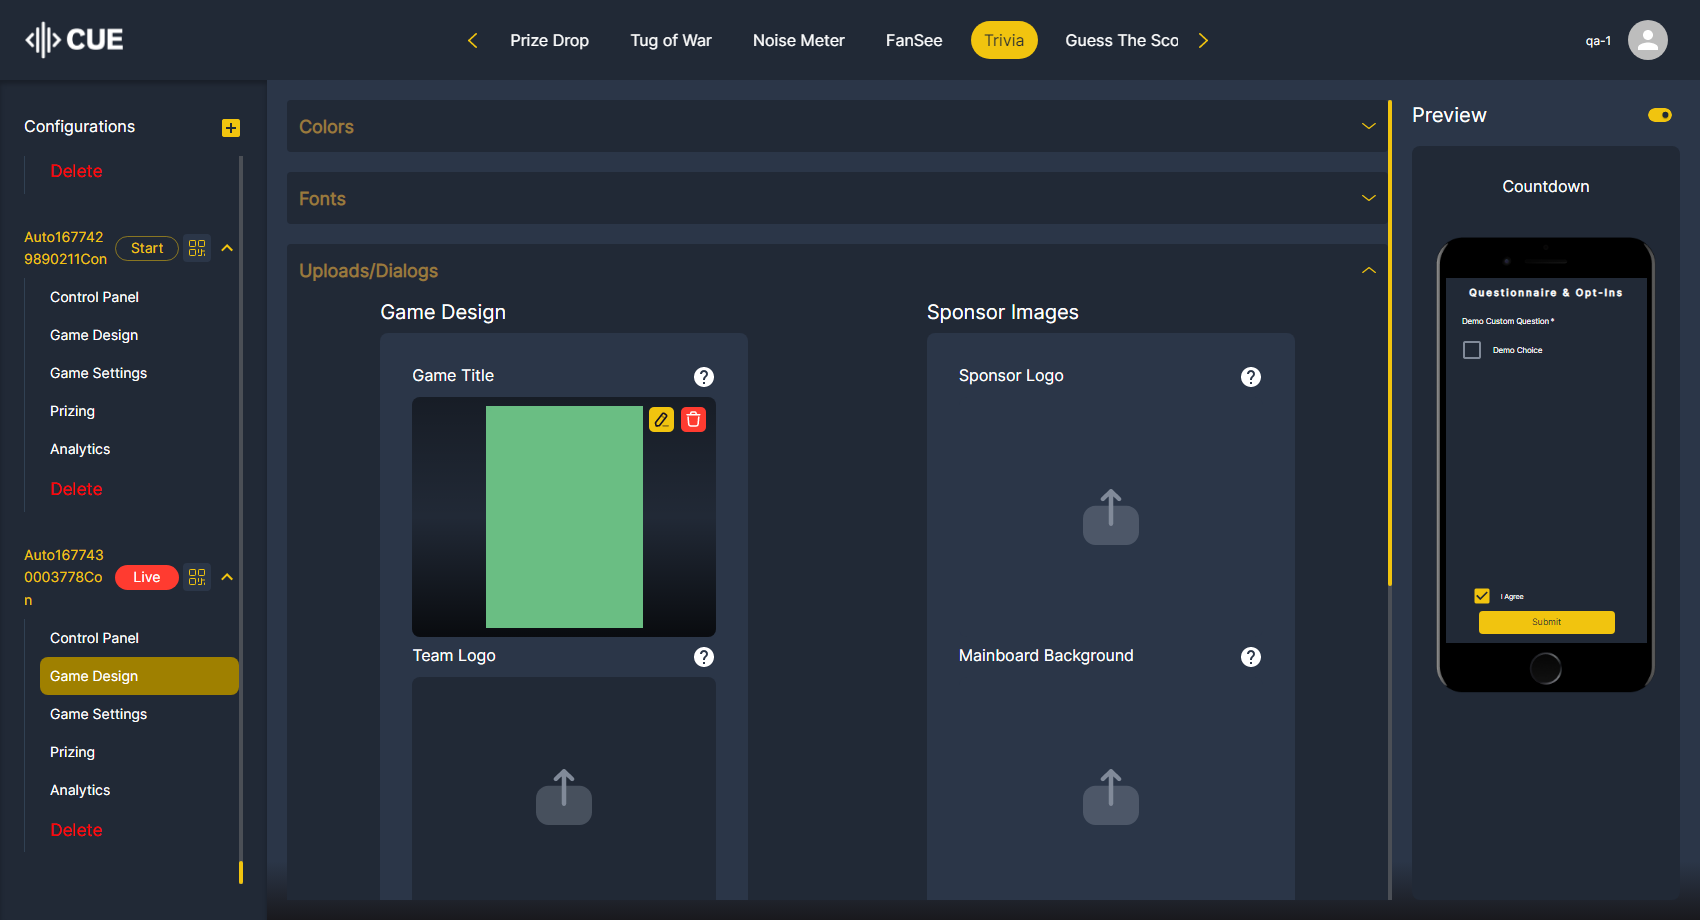 CUE
Prize Drop
Tug of War
Noise Meter
FanSee
Trivia
Guess The Sco
qa-1
Configurations
Delete
Auto167742
9890211Con
Start
Control Panel
Game Design
Game Settings
Prizing
Analytics
Delete
Auto167743
0003778Co
n
Live
Control Panel
Game Design
Game Settings
Prizing
Analytics
Delete
Colors
Fonts
Uploads/Dialogs
Game Design
Game Title
?
Team Logo
?
Sponsor Images
Sponsor Logo
?
Mainboard Background
?
Preview
Countdown
Questionnaire & Opt-Ins
Demo Custom Question *
Demo Choice
I Agree
Submit